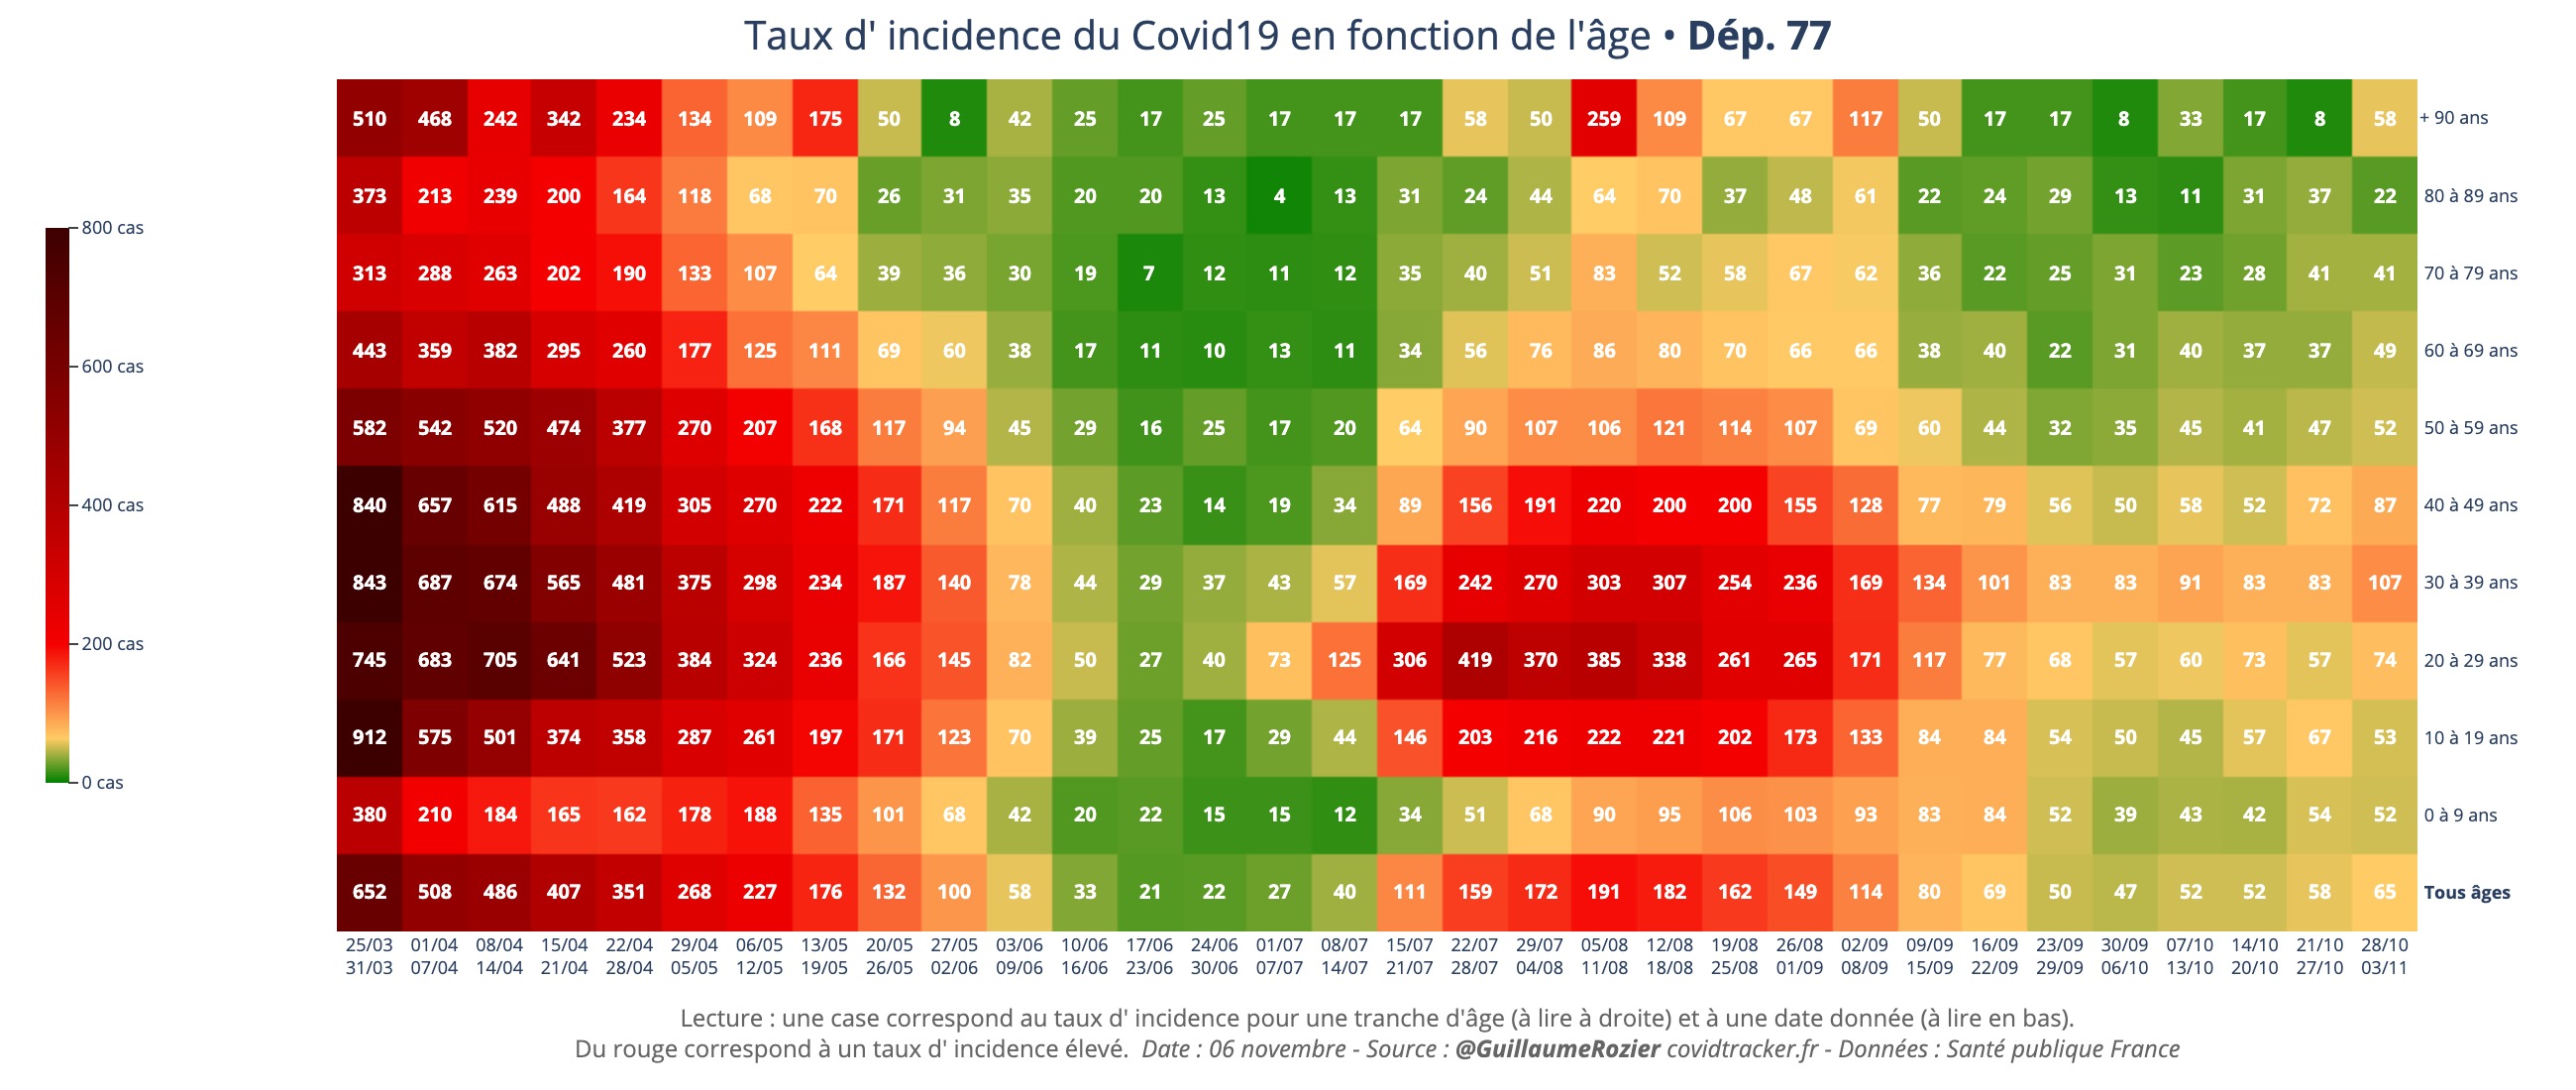 Taux d' incidence du Covid19 en fonction de l'âge • Dép. 77
800 cas
600 cas
400 cas
200 cas
0 cas
510 468 242 342 234 134 109 175 50 8 42 25 17 25 17 17 17 58 50 259 109 67 67 117 50 17 17 8 33 17 8 58 + 90 ans
373 213 239 200 164 118 68 70 26 31 35 20 20 13 4 13 31 24 44 64 70 37 48 61 22 24 29 13 11 31 37 22 80 à 89 ans
313 288 263 202 190 133 107 64 39 36 30 19 7 12 11 12 35 40 51 83 52 58 67 62 36 22 25 31 23 28 41 41 70 à 79 ans
443 359 382 295 260 177 125 111 69 60 38 17 11 10 13 11 34 56 76 86 80 70 66 66 38 40 22 31 40 37 37 49 60 à 69 ans
582 542 520 474 377 270 207 168 117 94 45 29 16 25 17 20 64 90 107 106 121 114 107 69 60 44 32 35 45 41 47 52 50 à 59 ans
840 657 615 488 419 305 270 222 171 117 70 40 23 14 19 34 89 156 191 220 200 200 155 128 77 79 56 50 58 52 72 87 40 à 49 ans
843 687 674 565 481 375 298 234 187 140 78 44 29 37 43 57 169 242 270 303 307 254 236 169 134 101 83 83 91 83 83 107 30 à 39 ans
745 683 705 641 523 384 324 236 166 145 82 50 27 40 73 125 306 419 370 385 338 261 265 171 117 77 68 57 60 73 57 74 20 à 29 ans
912 575 501 374 358 287 261 197 171 123 70 39 25 17 29 44 146 203 216 222 221 202 173 133 84 84 54 50 45 57 67 53 10 à 19 ans
380 210 184 165 162 178 188 135 101 68 42 20 22 15 15 12 34 51 68 90 95 106 103 93 83 84 52 39 43 42 54 52 0 à 9 ans
652 508 486 407 351 268 227 176 132 100 58 33 21 22 27 40 111 159 172 191 182 162 149 114 80 69 50 47 52 52 58 65 Tous âges
25/03 01/04 08/04 15/04 22/04 29/04 06/05 13/05 20/05 27/05 03/06 10/06 17/06 24/06 01/07 08/07 15/07 22/07 29/07 05/08 12/08 19/08 26/08 02/09 09/09 16/09 23/09 30/09 07/10 14/10 21/10 28/10
31/03 07/04 14/04 21/04 28/04 05/05 12/05 19/05 26/05 02/06 09/06 16/06 23/06 30/06 07/07 14/07 21/07 28/07 04/08 11/08 18/08 25/08 01/09 08/09 15/09 22/09 29/09 06/10 13/10 20/10 27/10 03/11
Lecture : une case correspond au taux d' incidence pour une tranche d'âge (à lire à droite) et à une date donnée (à lire en bas).
Du rouge correspond à un taux d' incidence élevé. Date : 06 novembre - Source : @GuillaumeRozier covidtracker.fr - Données : Santé publique France